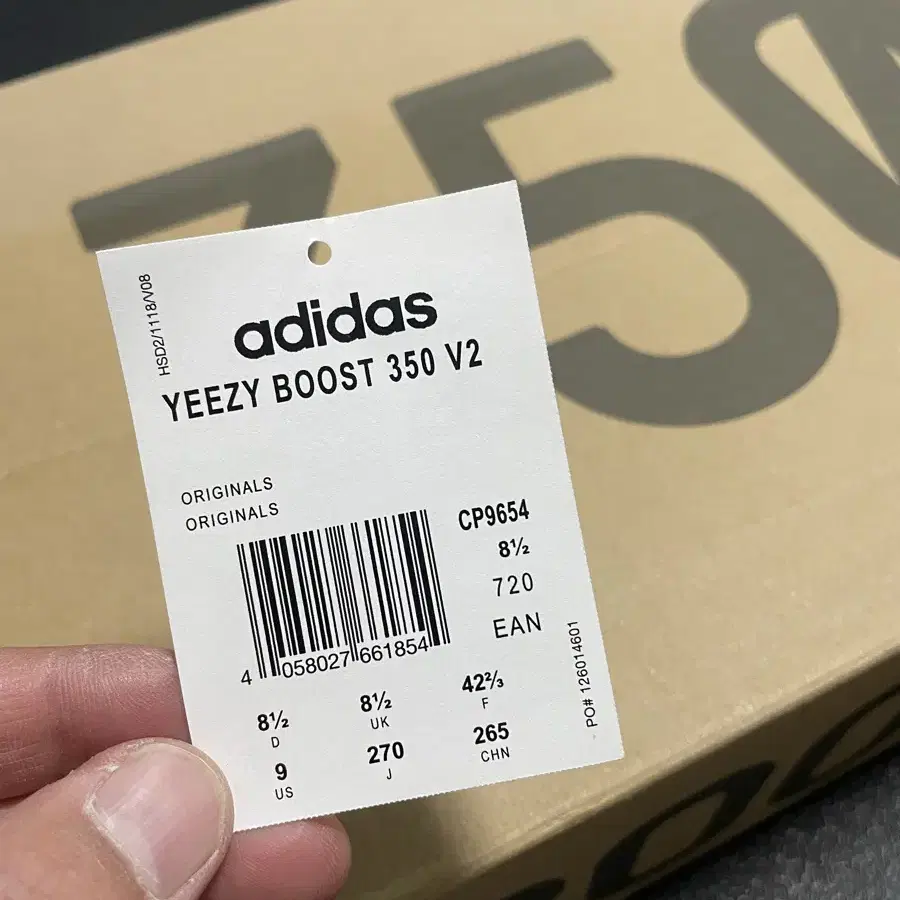 350
HSD2/1118/V08
adidas
YEEZY BOOST 350 V2
ORIGINALS
ORIGINALS
CP9654
8½
720
EAN
4 058027 661854
8½ 8½ 42⅔
D UK F
9 270 265
US J CHN
PO# 126014601